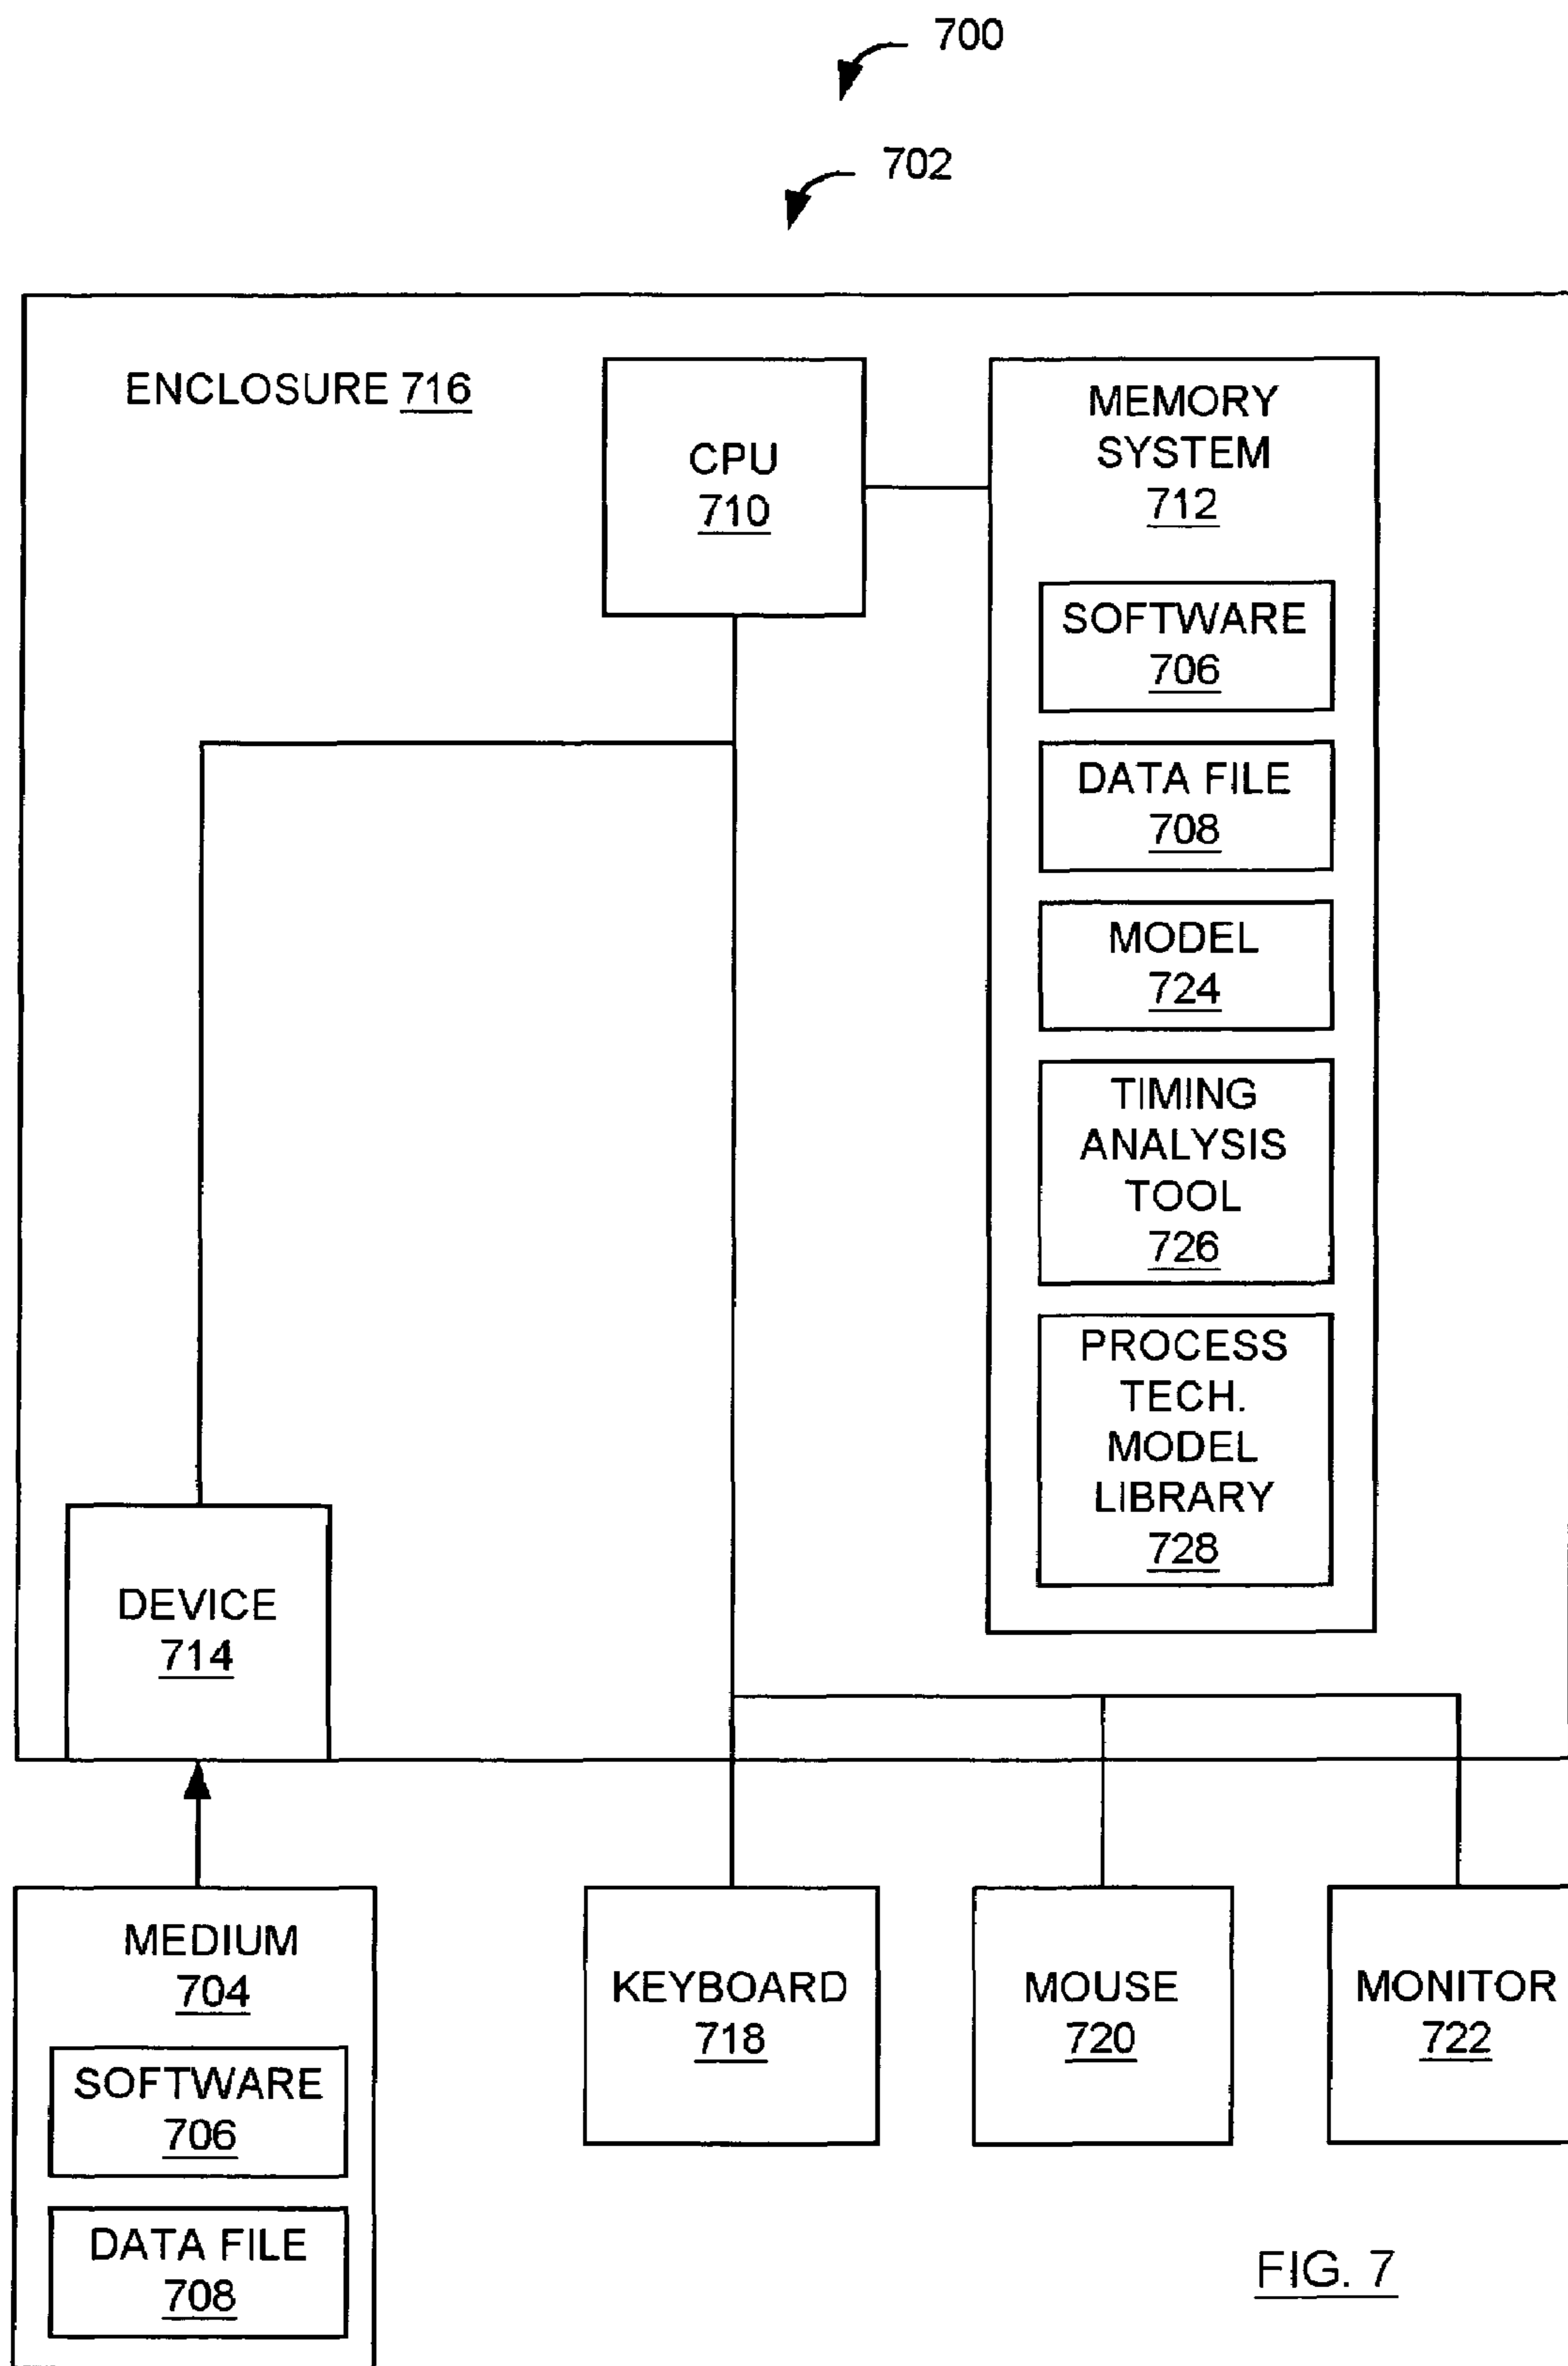 700
702
ENCLOSURE 716
CPU
710
MEMORY
SYSTEM
712
SOFTWARE
706
DATA FILE
708
MODEL
724
TIMING
ANALYSIS
TOOL
726
PROCESS
TECH.
MODEL
LIBRARY
728
DEVICE
714
MEDIUM
704
SOFTWARE
706
DATA FILE
708
KEYBOARD
718
MOUSE
720
MONITOR
722
FIG. 7